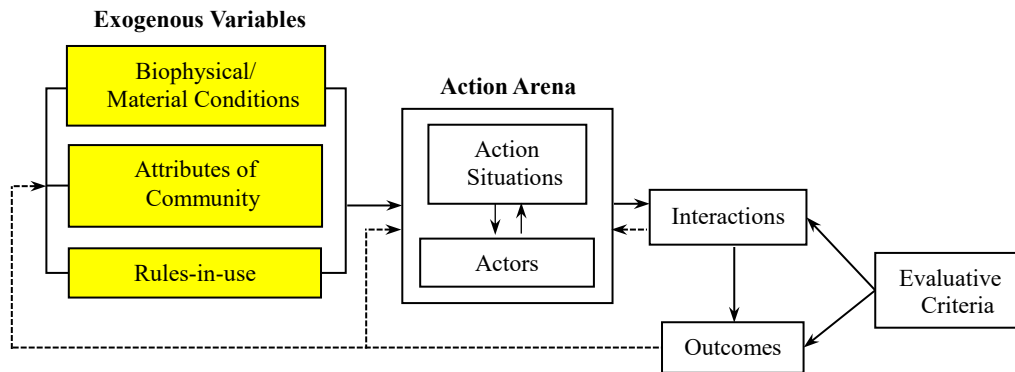 Exogenous Variables
Biophysical/
Material Conditions
Attributes of
Community
Rules-in-use
Action Arena
Action
Situations
Actors
Interactions
Outcomes
Evaluative
Criteria